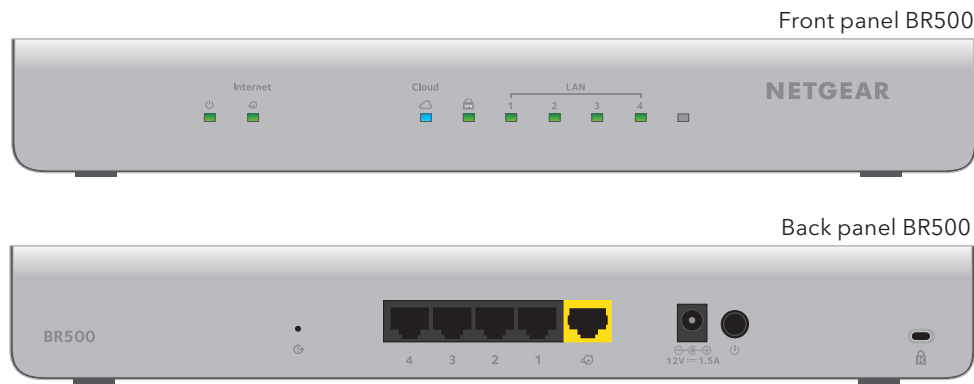 Front panel BR500
Internet
Cloud
LAN
1 2 3 4
NETGEAR
Back panel BR500
BR500
4 3 2 1
12V⎓1.5A